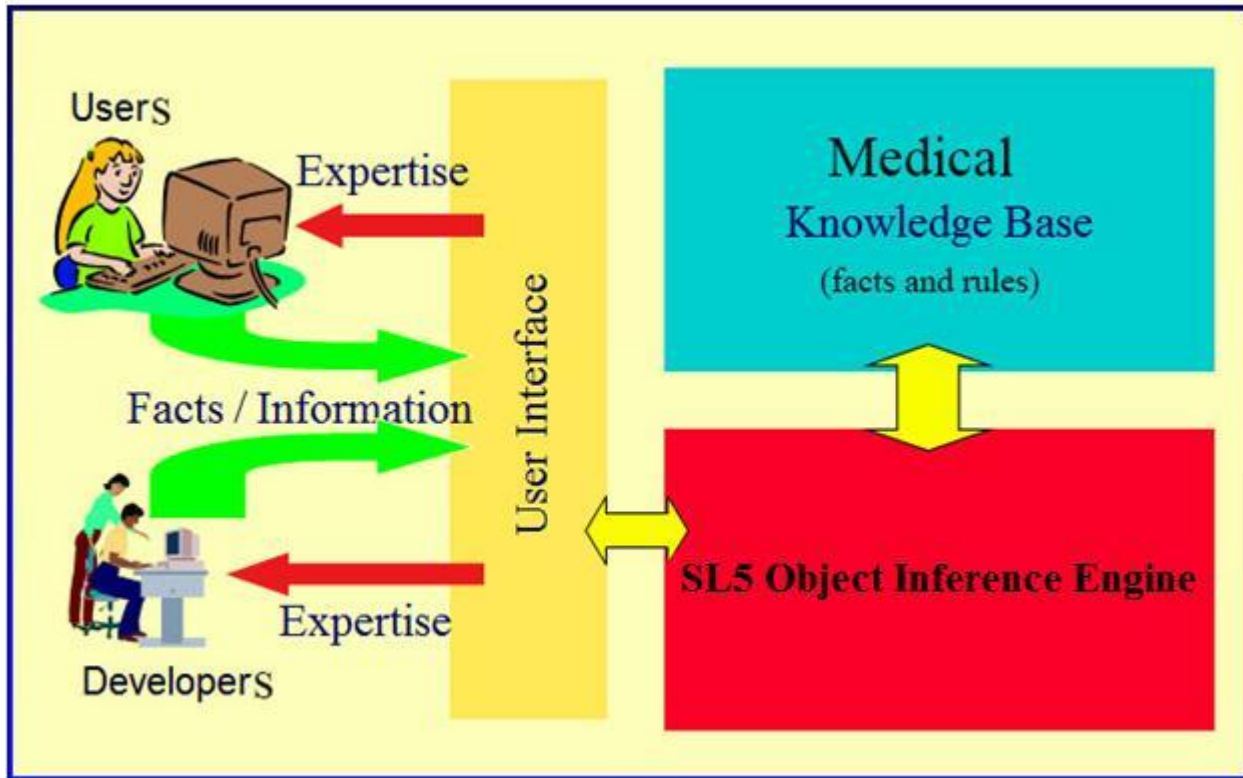 Users
Expertise
Facts / Information
Expertise
Developers
User Interface
Medical
Knowledge Base
(facts and rules)
SL5 Object Inference Engine